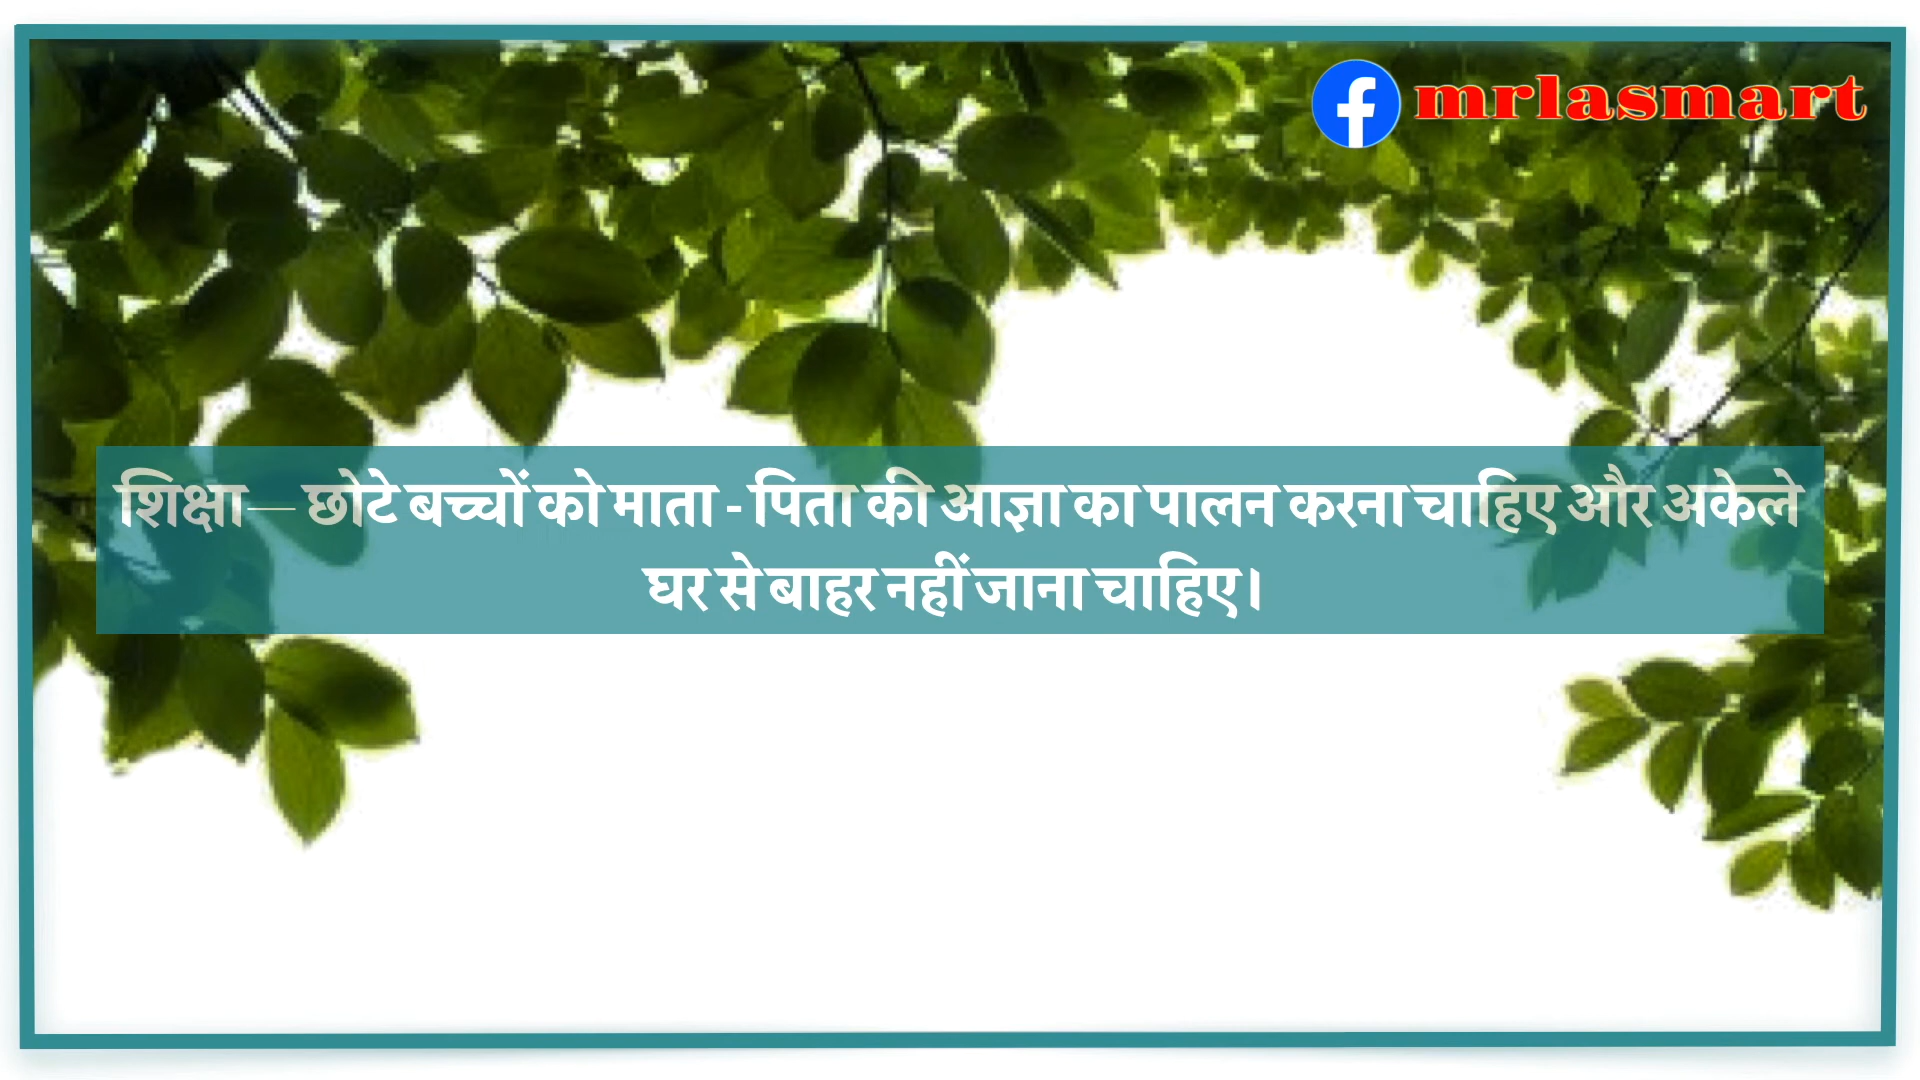 mrlasmart
शिक्षा— छोटे बच्चों को माता - पिता की आज्ञा का पालन करना चाहिए और अकेले
घर से बाहर नहीं जाना चाहिए।